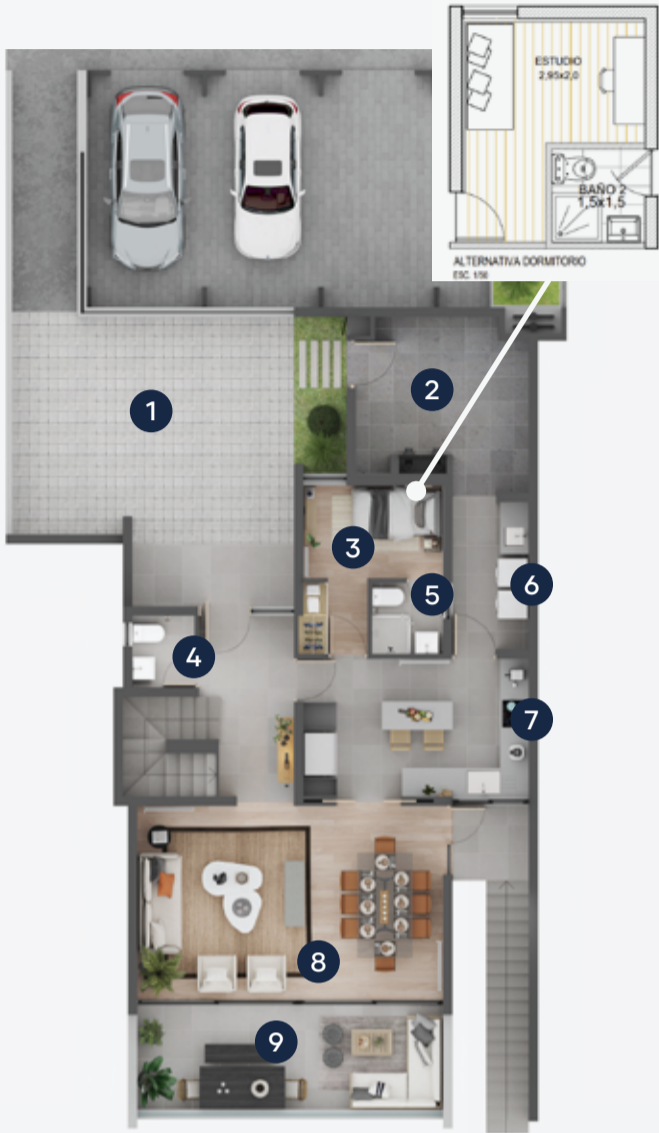 ESTUDIO
2,95x2,0
BAÑO 2
1,5x1,5
ALTERNATIVA DORMITORIO
ESC. 1/50
1
2
3
5
6
4
7
8
9